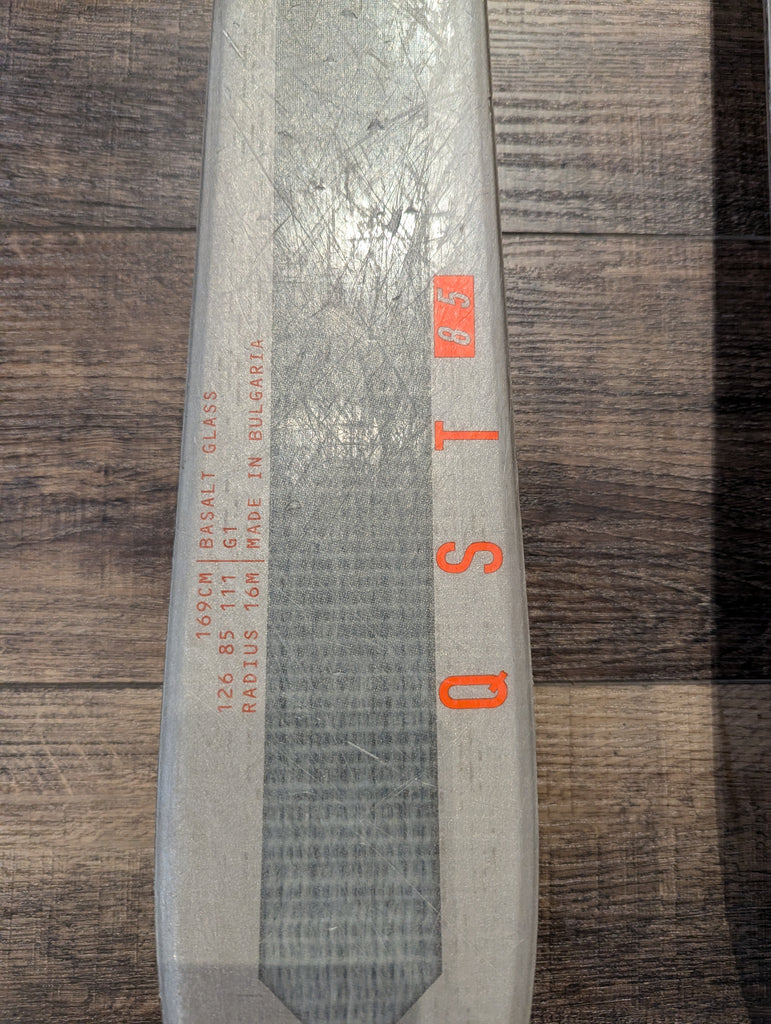 169CM | BASALT GLASS
126 85 111 | G1
RADIUS 16M | MADE IN BULGARIA
QST 85